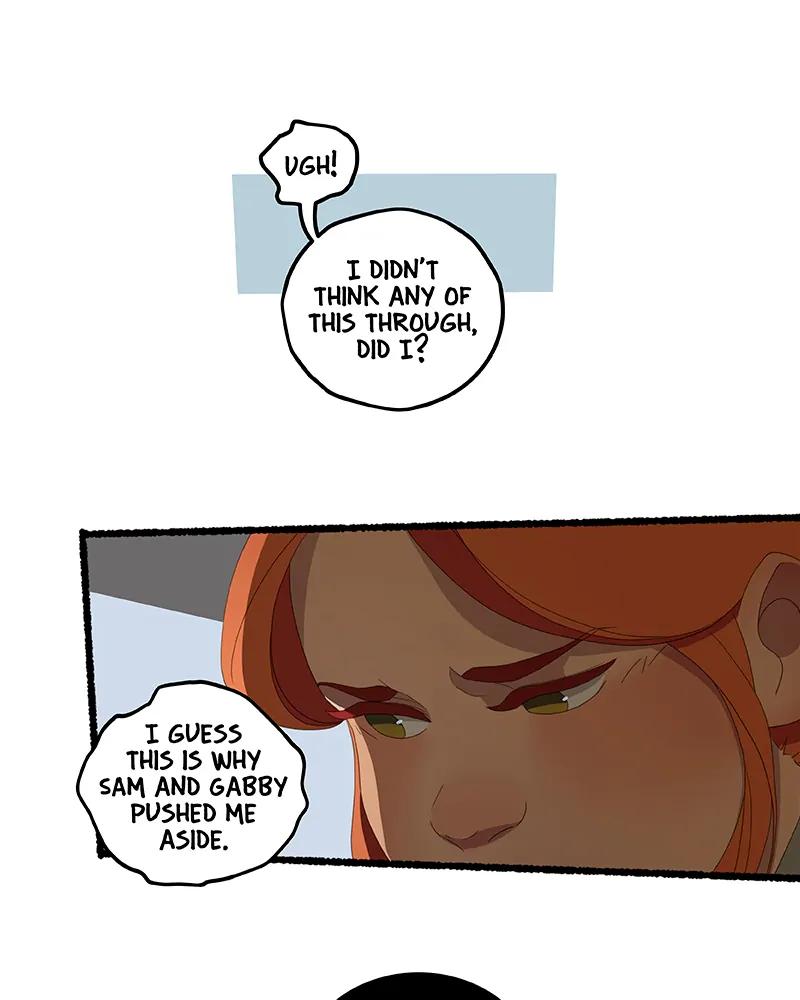 UGH!
I DIDN'T
THINK ANY OF
THIS THROUGH,
DID I?
I GUESS
THIS IS WHY
SAM AND GABBY
PUSHED ME
ASIDE.